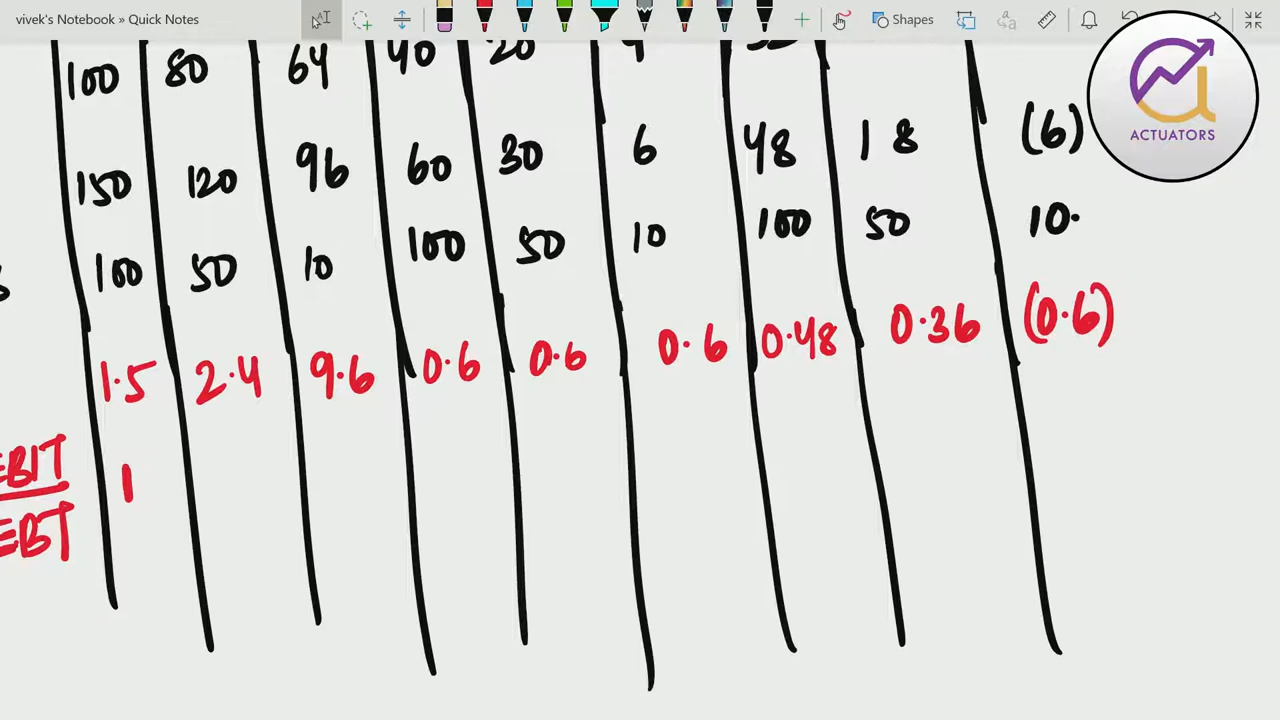 vivek's Notebook » Quick Notes
Shapes
ACTUATORS
100 80 64 40 20
150 120 96 60 30 6 48 18 (6)
100 50 10 100 50 10 100 50 10.
1.5 2.4 9.6 0.6 0.6 0.6 0.48 0.36 (0.6)
EBIT 1
EBT